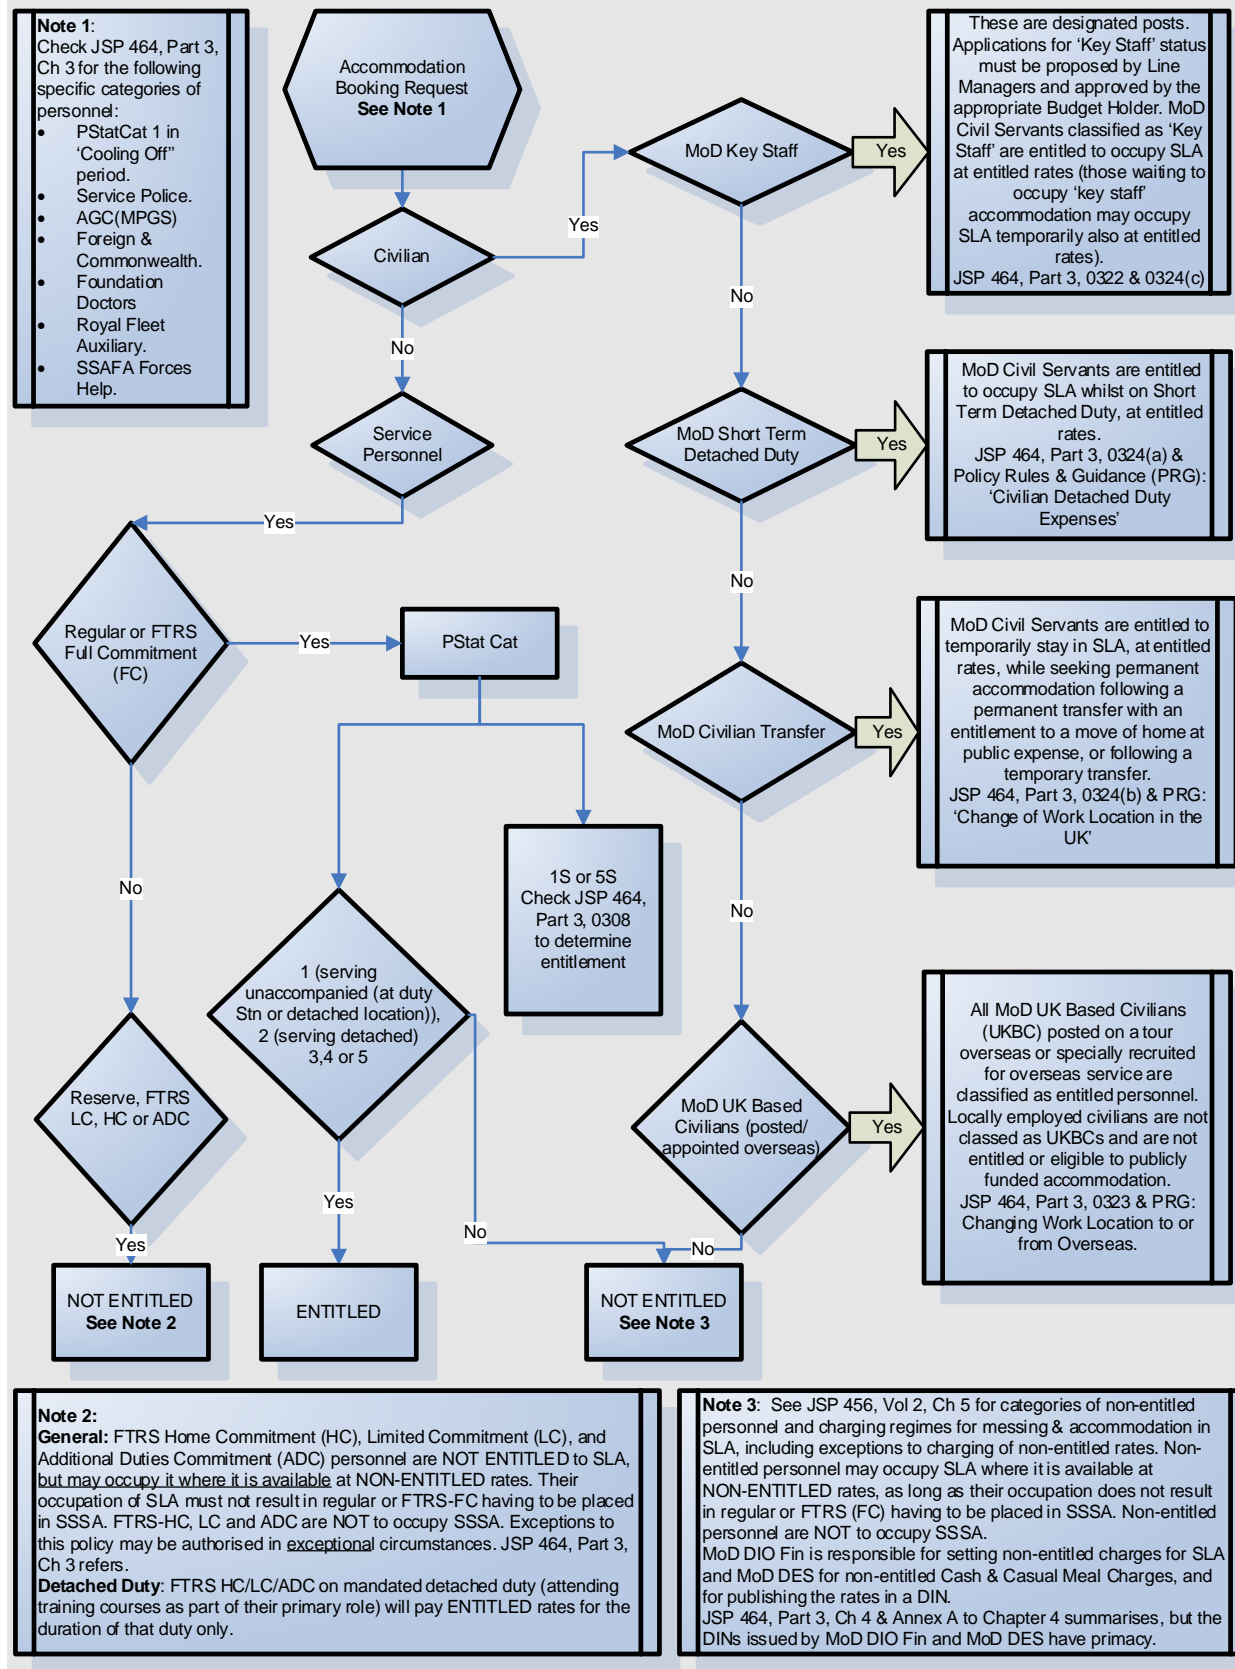 Note 1:
Check JSP 464, Part 3,
Ch 3 for the following
specific categories of
personnel:
• PStatCat 1 in
'Cooling Off"
period.
• Service Police.
• AGC(MPGS)
• Foreign &
Commonwealth.
• Foundation
Doctors
• Royal Fleet
Auxiliary.
• SSAFA Forces
Help.
Accommodation
Booking Request
See Note 1
Civilian
Yes
No
MoD Key Staff
Yes
These are designated posts.
Applications for 'Key Staff' status
must be proposed by Line
Managers and approved by the
appropriate Budget Holder. MoD
Civil Servants classified as 'Key
Staff' are entitled to occupy SLA
at entitled rates (those waiting to
occupy 'key staff'
accommodation may occupy
SLA temporarily also at entitled
rates).
JSP 464, Part 3, 0322 & 0324(c)
No
Service
Personnel
Yes
MoD Short Term
Detached Duty
Yes
MoD Civil Servants are entitled
to occupy SLA whilst on Short
Term Detached Duty, at entitled
rates.
JSP 464, Part 3, 0324(a) &
Policy Rules & Guidance (PRG):
'Civilian Detached Duty
Expenses'
No
Regular or FTRS
Full Commitment
(FC)
Yes
PStat Cat
MoD Civilian Transfer
Yes
MoD Civil Servants are entitled to
temporarily stay in SLA, at entitled
rates, while seeking permanent
accommodation following a
permanent transfer with an
entitlement to a move of home at
public expense, or following a
temporary transfer.
JSP 464, Part 3, 0324(b) & PRG:
'Change of Work Location in the
UK'
No
No
1S or 5S
Check JSP 464,
Part 3, 0308
to determine
entitlement
1 (serving
unaccompanied (at duty
Stn or detached location)),
2 (serving detached)
3,4 or 5
Reserve, FTRS
LC, HC or ADC
MoD UK Based
Civilians (posted/
appointed overseas)
Yes
All MoD UK Based Civilians
(UKBC) posted on a tour
overseas or specially recruited
for overseas service are
classified as entitled personnel.
Locally employed civilians are not
classed as UKBCs and are not
entitled or eligible to publicly
funded accommodation.
JSP 464, Part 3, 0323 & PRG:
Changing Work Location to or
from Overseas.
Yes
Yes
No
No
NOT ENTITLED
See Note 2
ENTITLED
NOT ENTITLED
See Note 3
Note 2:
General: FTRS Home Commitment (HC), Limited Commitment (LC), and
Additional Duties Commitment (ADC) personnel are NOT ENTITLED to SLA,
but may occupy it where it is available at NON-ENTITLED rates. Their
occupation of SLA must not result in regular or FTRS-FC having to be placed
in SSSA. FTRS-HC, LC and ADC are NOT to occupy SSSA. Exceptions to
this policy may be authorised in exceptional circumstances. JSP 464, Part 3,
Ch 3 refers.
Detached Duty: FTRS HC/LC/ADC on mandated detached duty (attending
training courses as part of their primary role) will pay ENTITLED rates for the
duration of that duty only.
Note 3: See JSP 456, Vol 2, Ch 5 for categories of non-entitled
personnel and charging regimes for messing & accommodation in
SLA, including exceptions to charging of non-entitled rates. Non-
entitled personnel may occupy SLA where it is available at
NON-ENTITLED rates, as long as their occupation does not result
in regular or FTRS (FC) having to be placed in SSSA. Non-entitled
personnel are NOT to occupy SSSA.
MoD DIO Fin is responsible for setting non-entitled charges for SLA
and MoD DES for non-entitled Cash & Casual Meal Charges, and
for publishing the rates in a DIN.
JSP 464, Part 3, Ch 4 & Annex A to Chapter 4 summarises, but the
DINs issued by MoD DIO Fin and MoD DES have primacy.